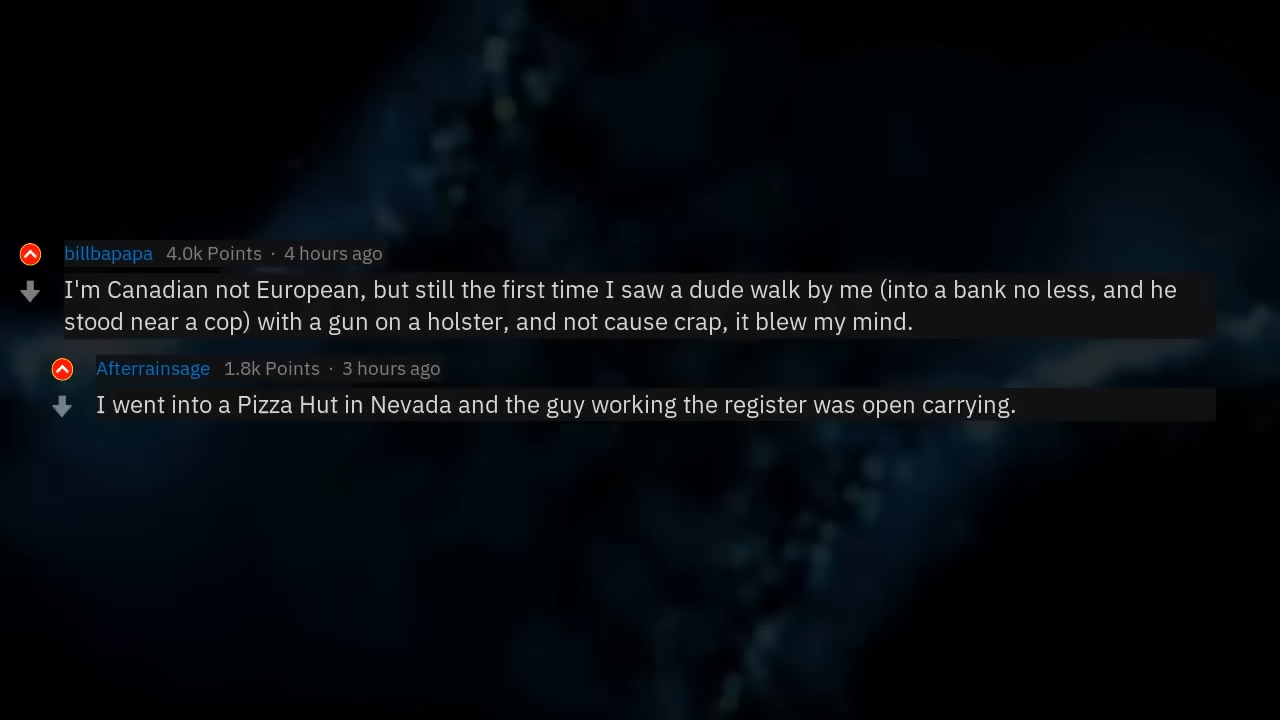 billbapapa 4.0k Points · 4 hours ago
I'm Canadian not European, but still the first time I saw a dude walk by me (into a bank no less, and he
stood near a cop) with a gun on a holster, and not cause crap, it blew my mind.
Afterrainsage 1.8k Points · 3 hours ago
I went into a Pizza Hut in Nevada and the guy working the register was open carrying.